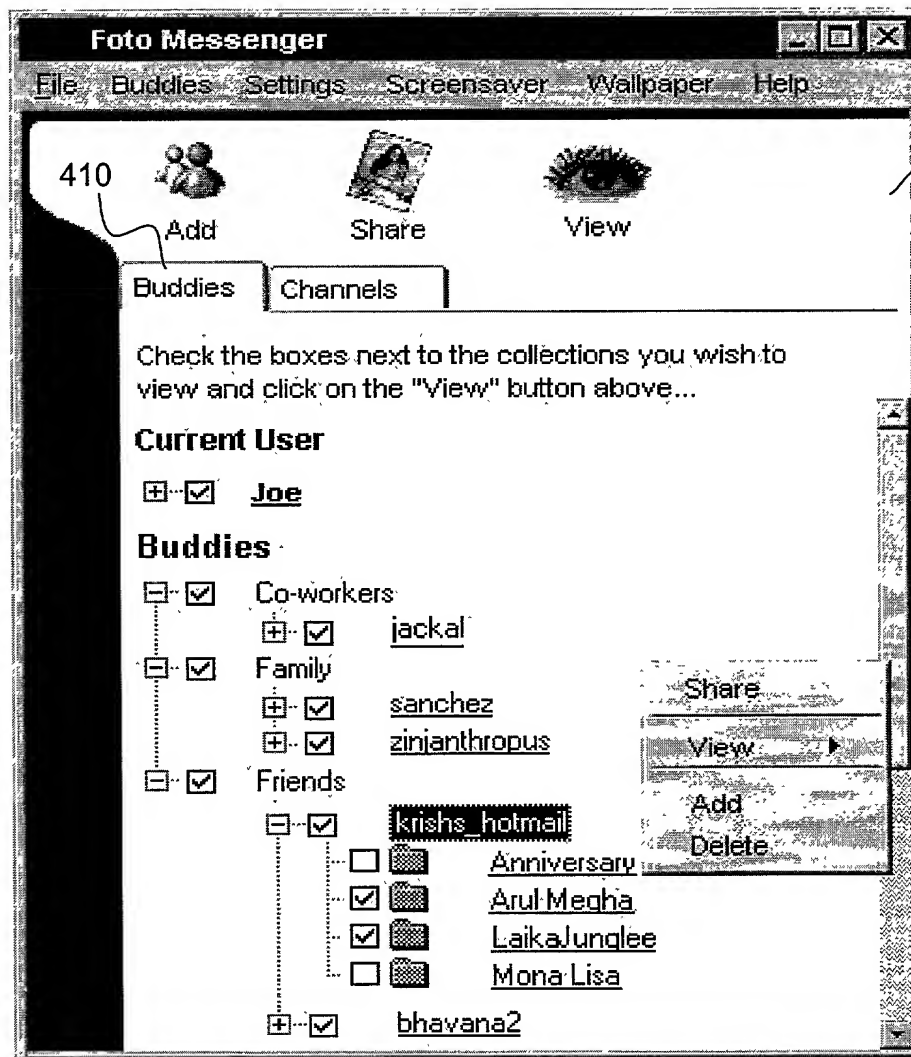 Foto Messenger
File Buddies Settings Screensaver Wallpaper Help
410
Add Share View
Buddies Channels
Check the boxes next to the collections you wish to
view and click on the "View" button above...
Current User
Joe
Buddies
Co-workers
jackal
Family
sanchez
zinjanthropus
Friends
krishs_hotmail
Anniversary
Arul Megha
LaikaJunglee
Mona Lisa
bhavana2
Share
View
Add
Delete